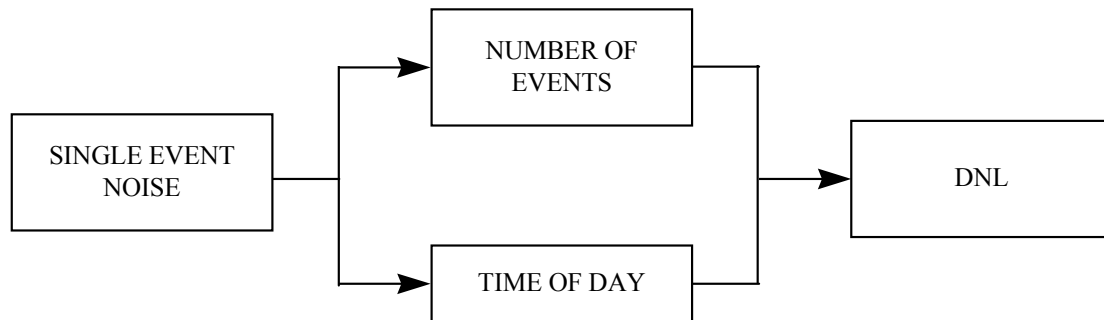 SINGLE EVENT
NOISE
NUMBER OF
EVENTS
TIME OF DAY
DNL